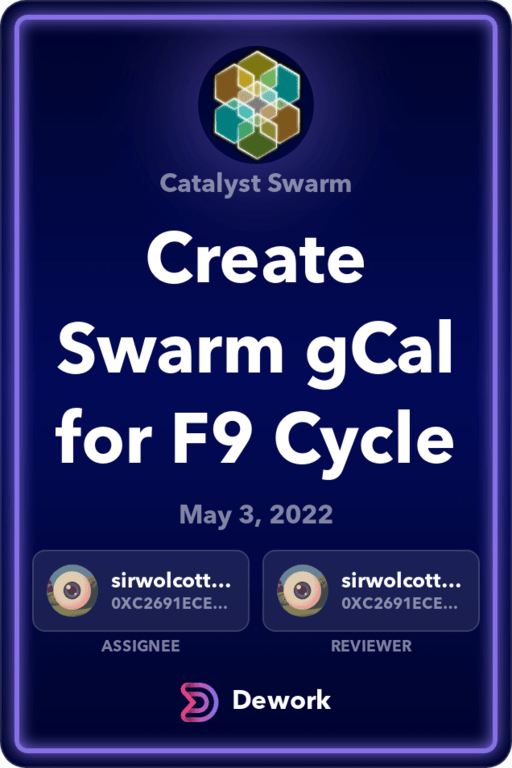 Catalyst Swarm
Create
Swarm gCal
for F9 Cycle
May 3, 2022
sirwolcott...
0XC2691ECE...
ASSIGNEE
sirwolcott...
0XC2691ECE...
REVIEWER
Dework